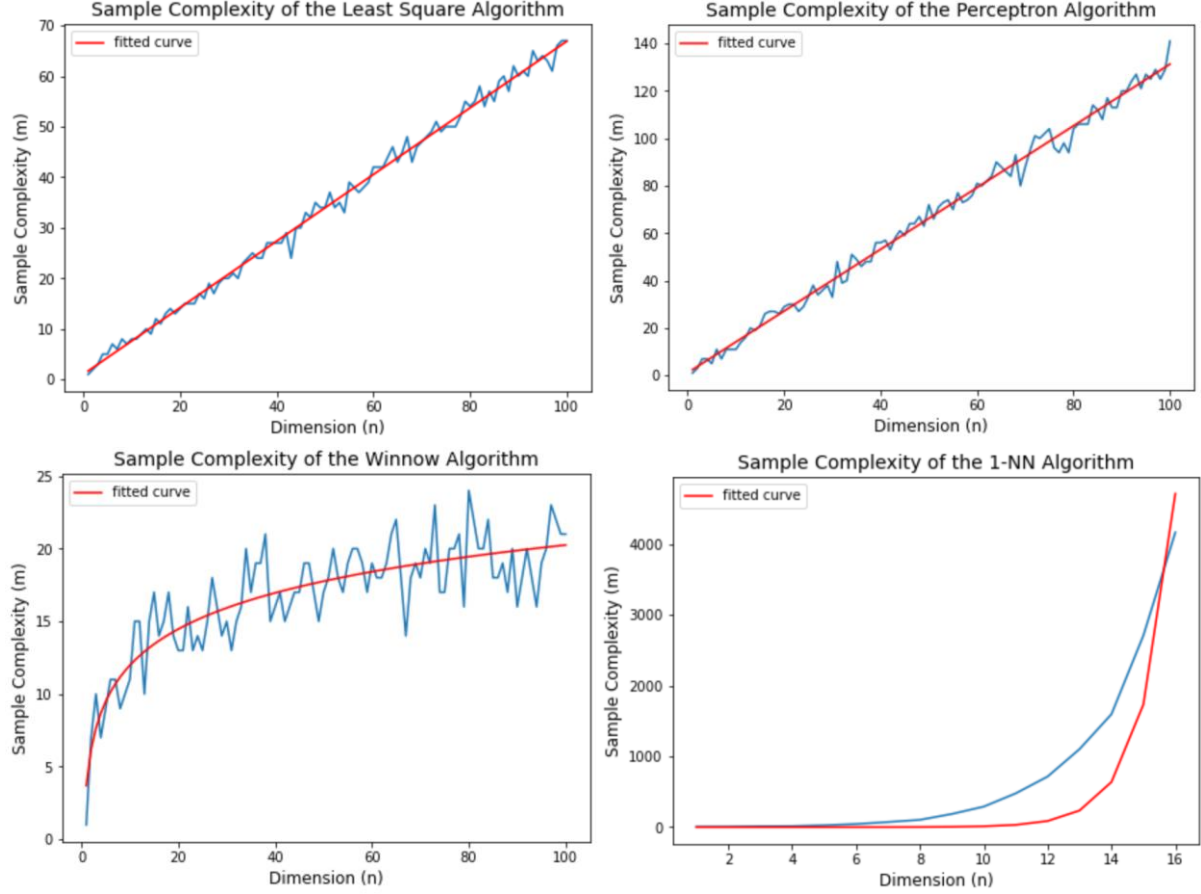 Sample Complexity of the Least Square Algorithm
fitted curve
70
60
50
40
30
20
10
0
Sample Complexity (m)
0 20 40 60 80 100
Dimension (n)
Sample Complexity of the Perceptron Algorithm
fitted curve
140
120
100
80
60
40
20
0
Sample Complexity (m)
0 20 40 60 80 100
Dimension (n)
Sample Complexity of the Winnow Algorithm
fitted curve
25
20
15
10
5
0
Sample Complexity (m)
0 20 40 60 80 100
Dimension (n)
Sample Complexity of the 1-NN Algorithm
fitted curve
4000
3000
2000
1000
0
Sample Complexity (m)
2 4 6 8 10 12 14 16
Dimension (n)